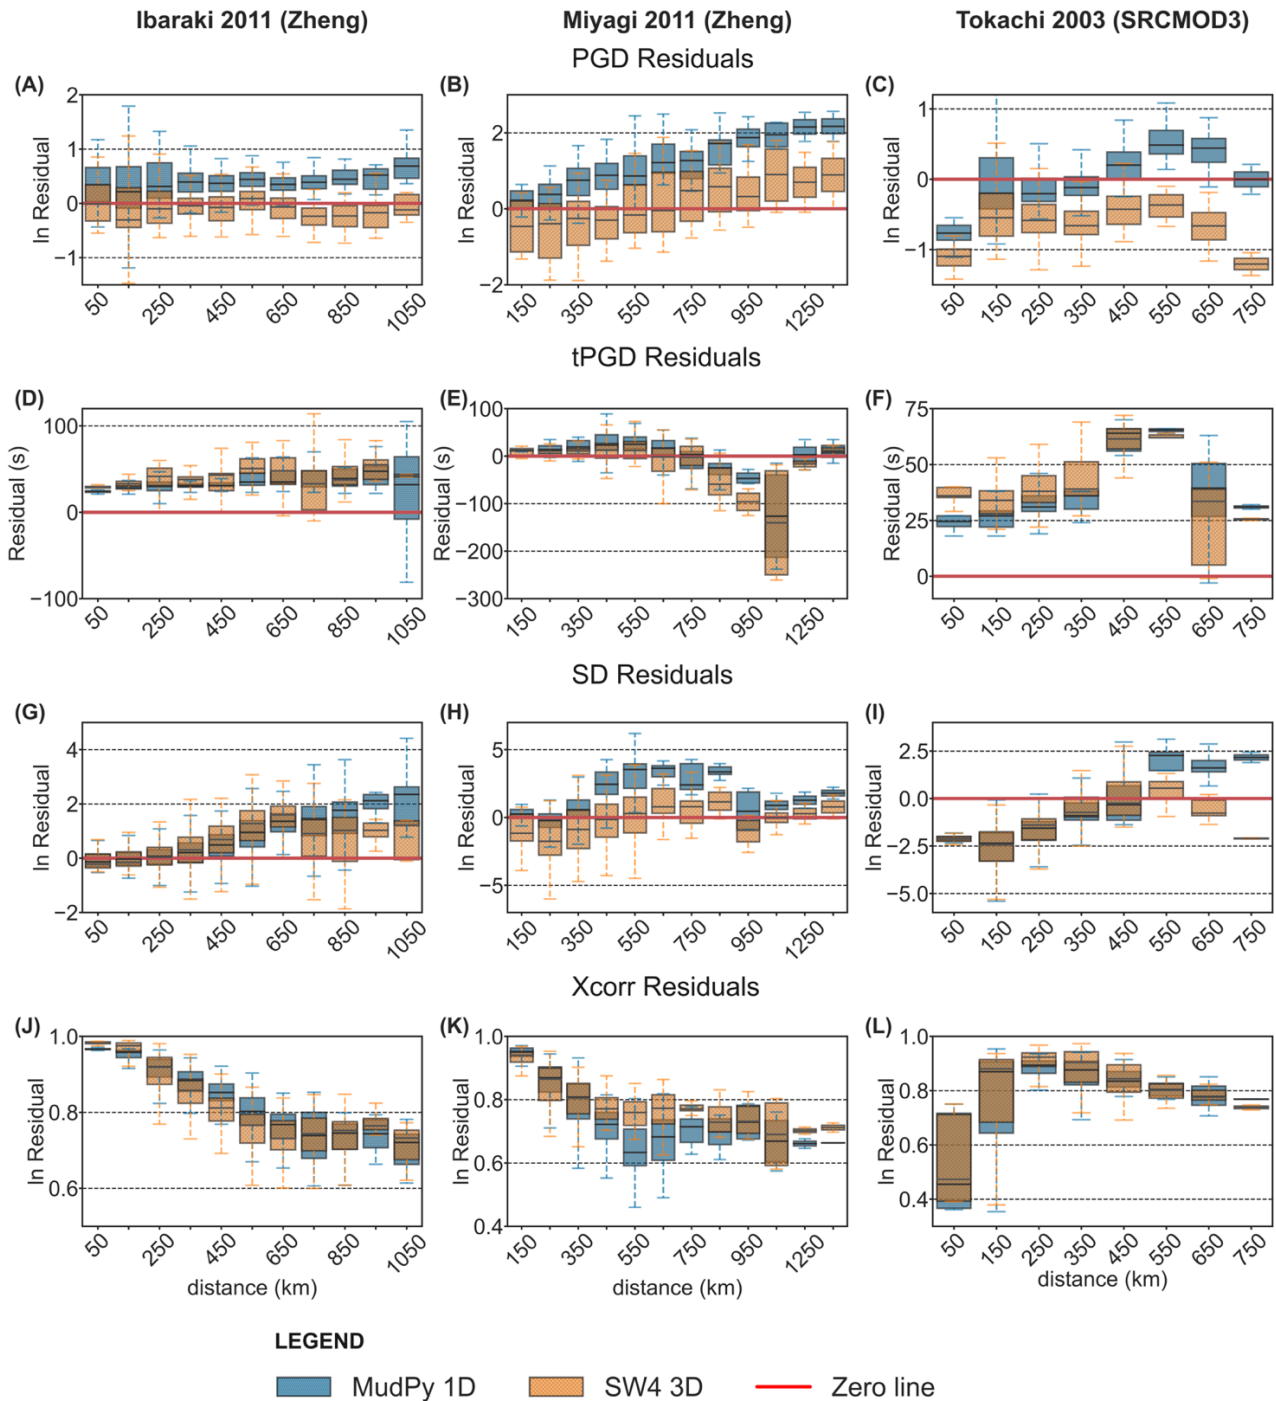 Ibaraki 2011 (Zheng) Miyagi 2011 (Zheng) Tokachi 2003 (SRCMOD3)
PGD Residuals
(A) (B) (C)
ln Residual 2 1 0 −1
ln Residual 2 0 −2
ln Residual 1 0 −1
50 250 450 650 850 1050
150 350 550 750 950 1250
50 150 250 350 450 550 650 750
tPGD Residuals
(D) (E) (F)
Residual (s) 100 0 −100
Residual (s) 100 0 −100 −200 −300
Residual (s) 75 50 25 0
50 250 450 650 850 1050
150 350 550 750 950 1250
50 150 250 350 450 550 650 750
SD Residuals
(G) (H) (I)
ln Residual 4 2 0 −2
ln Residual 5 0 −5
ln Residual 2.5 0.0 −2.5 −5.0
50 250 450 650 850 1050
150 350 550 750 950 1250
50 150 250 350 450 550 650 750
Xcorr Residuals
(J) (K) (L)
ln Residual 1.0 0.8 0.6
ln Residual 1.0 0.8 0.6 0.4
ln Residual 1.0 0.8 0.6 0.4
50 250 450 650 850 1050
150 350 550 750 950 1250
50 150 250 350 450 550 650 750
distance (km) distance (km) distance (km)
LEGEND
MudPy 1D SW4 3D Zero line